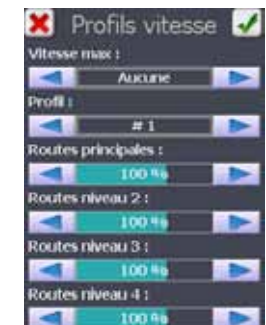 Profils vitesse
Vitesse max :
Aucune
Profil :
# 1
Routes principales :
100 %
Routes niveau 2 :
100 %
Routes niveau 3 :
100 %
Routes niveau 4 :
100 %